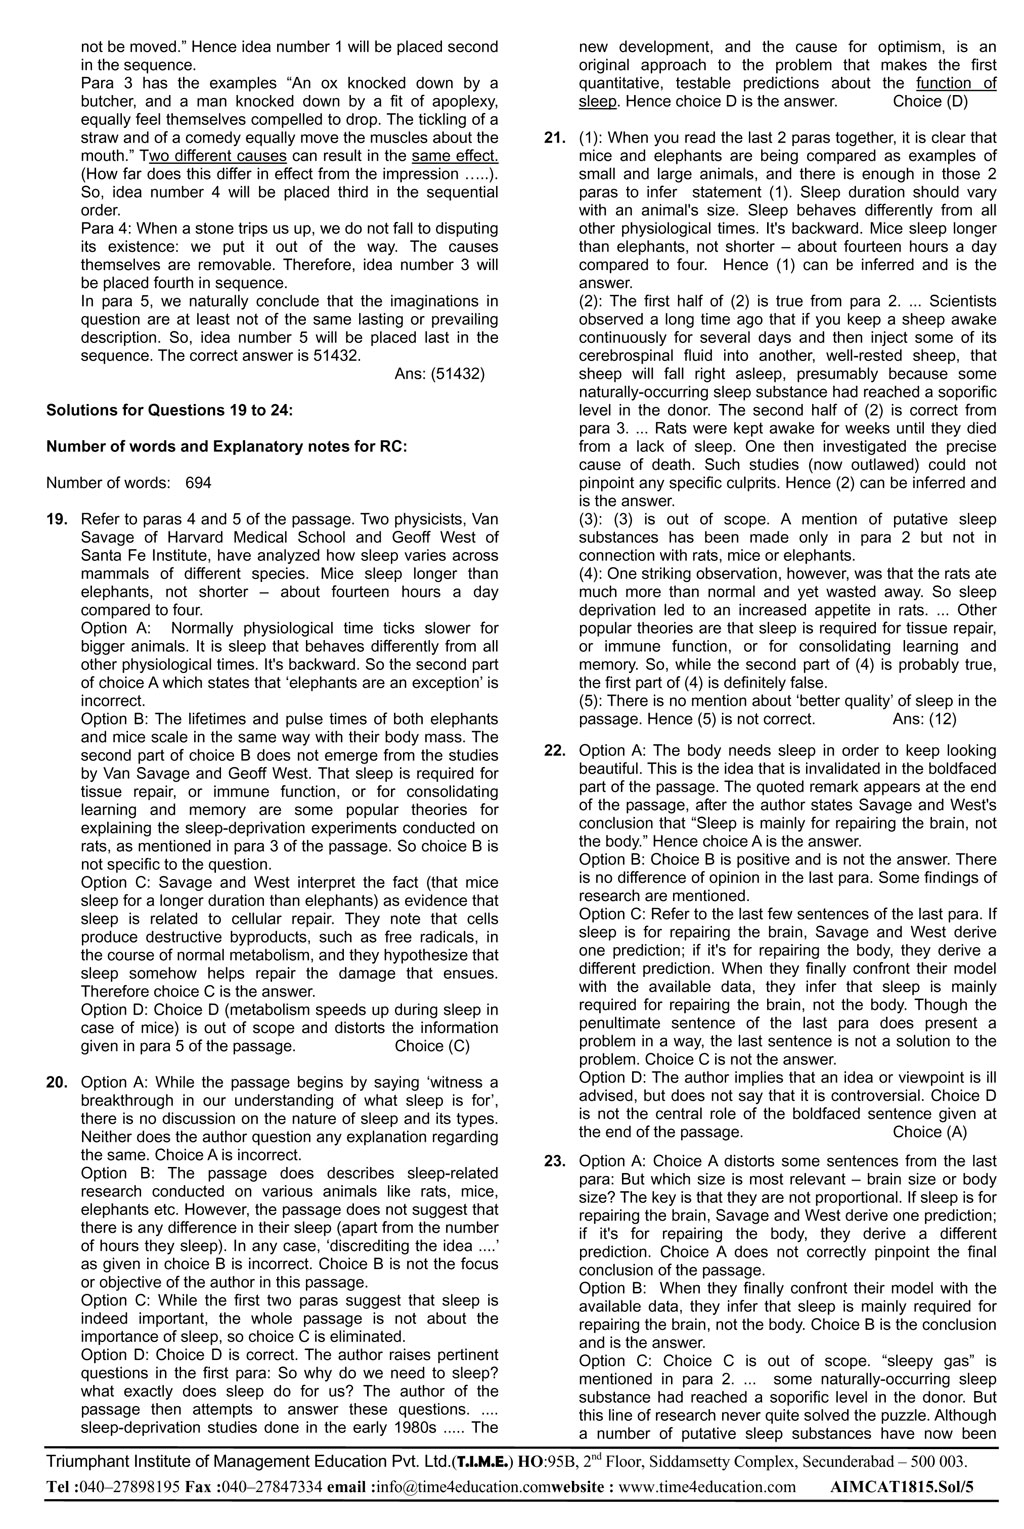 not be moved.” Hence idea number 1 will be placed second
in the sequence.
Para 3 has the examples “An ox knocked down by a
butcher, and a man knocked down by a fit of apoplexy,
equally feel themselves compelled to drop. The tickling of a
straw and of a comedy equally move the muscles about the
mouth.” Two different causes can result in the same effect.
(How far does this differ in effect from the impression …..).
So, idea number 4 will be placed third in the sequential
order.
Para 4: When a stone trips us up, we do not fall to disputing
its existence: we put it out of the way. The causes
themselves are removable. Therefore, idea number 3 will
be placed fourth in sequence.
In para 5, we naturally conclude that the imaginations in
question are at least not of the same lasting or prevailing
description. So, idea number 5 will be placed last in the
sequence. The correct answer is 51432.
Ans: (51432)
Solutions for Questions 19 to 24:
Number of words and Explanatory notes for RC:
Number of words: 694
19. Refer to paras 4 and 5 of the passage. Two physicists, Van
Savage of Harvard Medical School and Geoff West of
Santa Fe Institute, have analyzed how sleep varies across
mammals of different species. Mice sleep longer than
elephants, not shorter – about fourteen hours a day
compared to four.
Option A: Normally physiological time ticks slower for
bigger animals. It is sleep that behaves differently from all
other physiological times. It's backward. So the second part
of choice A which states that ‘elephants are an exception’ is
incorrect.
Option B: The lifetimes and pulse times of both elephants
and mice scale in the same way with their body mass. The
second part of choice B does not emerge from the studies
by Van Savage and Geoff West. That sleep is required for
tissue repair, or immune function, or for consolidating
learning and memory are some popular theories for
explaining the sleep-deprivation experiments conducted on
rats, as mentioned in para 3 of the passage. So choice B is
not specific to the question.
Option C: Savage and West interpret the fact (that mice
sleep for a longer duration than elephants) as evidence that
sleep is related to cellular repair. They note that cells
produce destructive byproducts, such as free radicals, in
the course of normal metabolism, and they hypothesize that
sleep somehow helps repair the damage that ensues.
Therefore choice C is the answer.
Option D: Choice D (metabolism speeds up during sleep in
case of mice) is out of scope and distorts the information
given in para 5 of the passage. Choice (C)
20. Option A: While the passage begins by saying ‘witness a
breakthrough in our understanding of what sleep is for’,
there is no discussion on the nature of sleep and its types.
Neither does the author question any explanation regarding
the same. Choice A is incorrect.
Option B: The passage does describes sleep-related
research conducted on various animals like rats, mice,
elephants etc. However, the passage does not suggest that
there is any difference in their sleep (apart from the number
of hours they sleep). In any case, ‘discrediting the idea ....’
as given in choice B is incorrect. Choice B is not the focus
or objective of the author in this passage.
Option C: While the first two paras suggest that sleep is
indeed important, the whole passage is not about the
importance of sleep, so choice C is eliminated.
Option D: Choice D is correct. The author raises pertinent
questions in the first para: So why do we need to sleep?
what exactly does sleep do for us? The author of the
passage then attempts to answer these questions. ....
sleep-deprivation studies done in the early 1980s ..... The
new development, and the cause for optimism, is an
original approach to the problem that makes the first
quantitative, testable predictions about the function of
sleep. Hence choice D is the answer. Choice (D)
21. (1): When you read the last 2 paras together, it is clear that
mice and elephants are being compared as examples of
small and large animals, and there is enough in those 2
paras to infer statement (1). Sleep duration should vary
with an animal's size. Sleep behaves differently from all
other physiological times. It's backward. Mice sleep longer
than elephants, not shorter – about fourteen hours a day
compared to four. Hence (1) can be inferred and is the
answer.
(2): The first half of (2) is true from para 2. ... Scientists
observed a long time ago that if you keep a sheep awake
continuously for several days and then inject some of its
cerebrospinal fluid into another, well-rested sheep, that
sheep will fall right asleep, presumably because some
naturally-occurring sleep substance had reached a soporific
level in the donor. The second half of (2) is correct from
para 3. ... Rats were kept awake for weeks until they died
from a lack of sleep. One then investigated the precise
cause of death. Such studies (now outlawed) could not
pinpoint any specific culprits. Hence (2) can be inferred and
is the answer.
(3): (3) is out of scope. A mention of putative sleep
substances has been made only in para 2 but not in
connection with rats, mice or elephants.
(4): One striking observation, however, was that the rats ate
much more than normal and yet wasted away. So sleep
deprivation led to an increased appetite in rats. ... Other
popular theories are that sleep is required for tissue repair,
or immune function, or for consolidating learning and
memory. So, while the second part of (4) is probably true,
the first part of (4) is definitely false.
(5): There is no mention about ‘better quality’ of sleep in the
passage. Hence (5) is not correct. Ans: (12)
22. Option A: The body needs sleep in order to keep looking
beautiful. This is the idea that is invalidated in the boldfaced
part of the passage. The quoted remark appears at the end
of the passage, after the author states Savage and West's
conclusion that “Sleep is mainly for repairing the brain, not
the body.” Hence choice A is the answer.
Option B: Choice B is positive and is not the answer. There
is no difference of opinion in the last para. Some findings of
research are mentioned.
Option C: Refer to the last few sentences of the last para. If
sleep is for repairing the brain, Savage and West derive
one prediction; if it's for repairing the body, they derive a
different prediction. When they finally confront their model
with the available data, they infer that sleep is mainly
required for repairing the brain, not the body. Though the
penultimate sentence of the last para does present a
problem in a way, the last sentence is not a solution to the
problem. Choice C is not the answer.
Option D: The author implies that an idea or viewpoint is ill
advised, but does not say that it is controversial. Choice D
is not the central role of the boldfaced sentence given at
the end of the passage. Choice (A)
23. Option A: Choice A distorts some sentences from the last
para: But which size is most relevant – brain size or body
size? The key is that they are not proportional. If sleep is for
repairing the brain, Savage and West derive one prediction;
if it's for repairing the body, they derive a different
prediction. Choice A does not correctly pinpoint the final
conclusion of the passage.
Option B: When they finally confront their model with the
available data, they infer that sleep is mainly required for
repairing the brain, not the body. Choice B is the conclusion
and is the answer.
Option C: Choice C is out of scope. “sleepy gas” is
mentioned in para 2. ... some naturally-occurring sleep
substance had reached a soporific level in the donor. But
this line of research never quite solved the puzzle. Although
a number of putative sleep substances have now been
Triumphant Institute of Management Education Pvt. Ltd.(T.I.M.E.) HO:95B, 2nd Floor, Siddamsetty Complex, Secunderabad – 500 003.
Tel :040–27898195 Fax :040–27847334 email :info@time4education.comwebsite : www.time4education.com AIMCAT1815.Sol/5